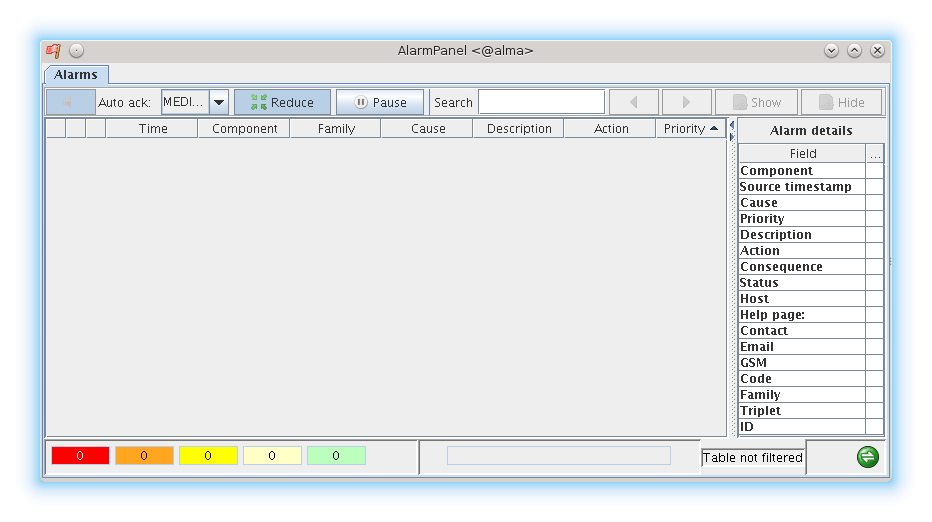 AlarmPanel <@alma>
Alarms
Auto ack: MEDI... Reduce Pause Search Show Hide
Time Component Family Cause Description Action Priority
Alarm details
Field ...
Component
Source timestamp
Cause
Priority
Description
Action
Consequence
Status
Host
Help page:
Contact
Email
GSM
Code
Family
Triplet
ID
0 0 0 0 0
Table not filtered